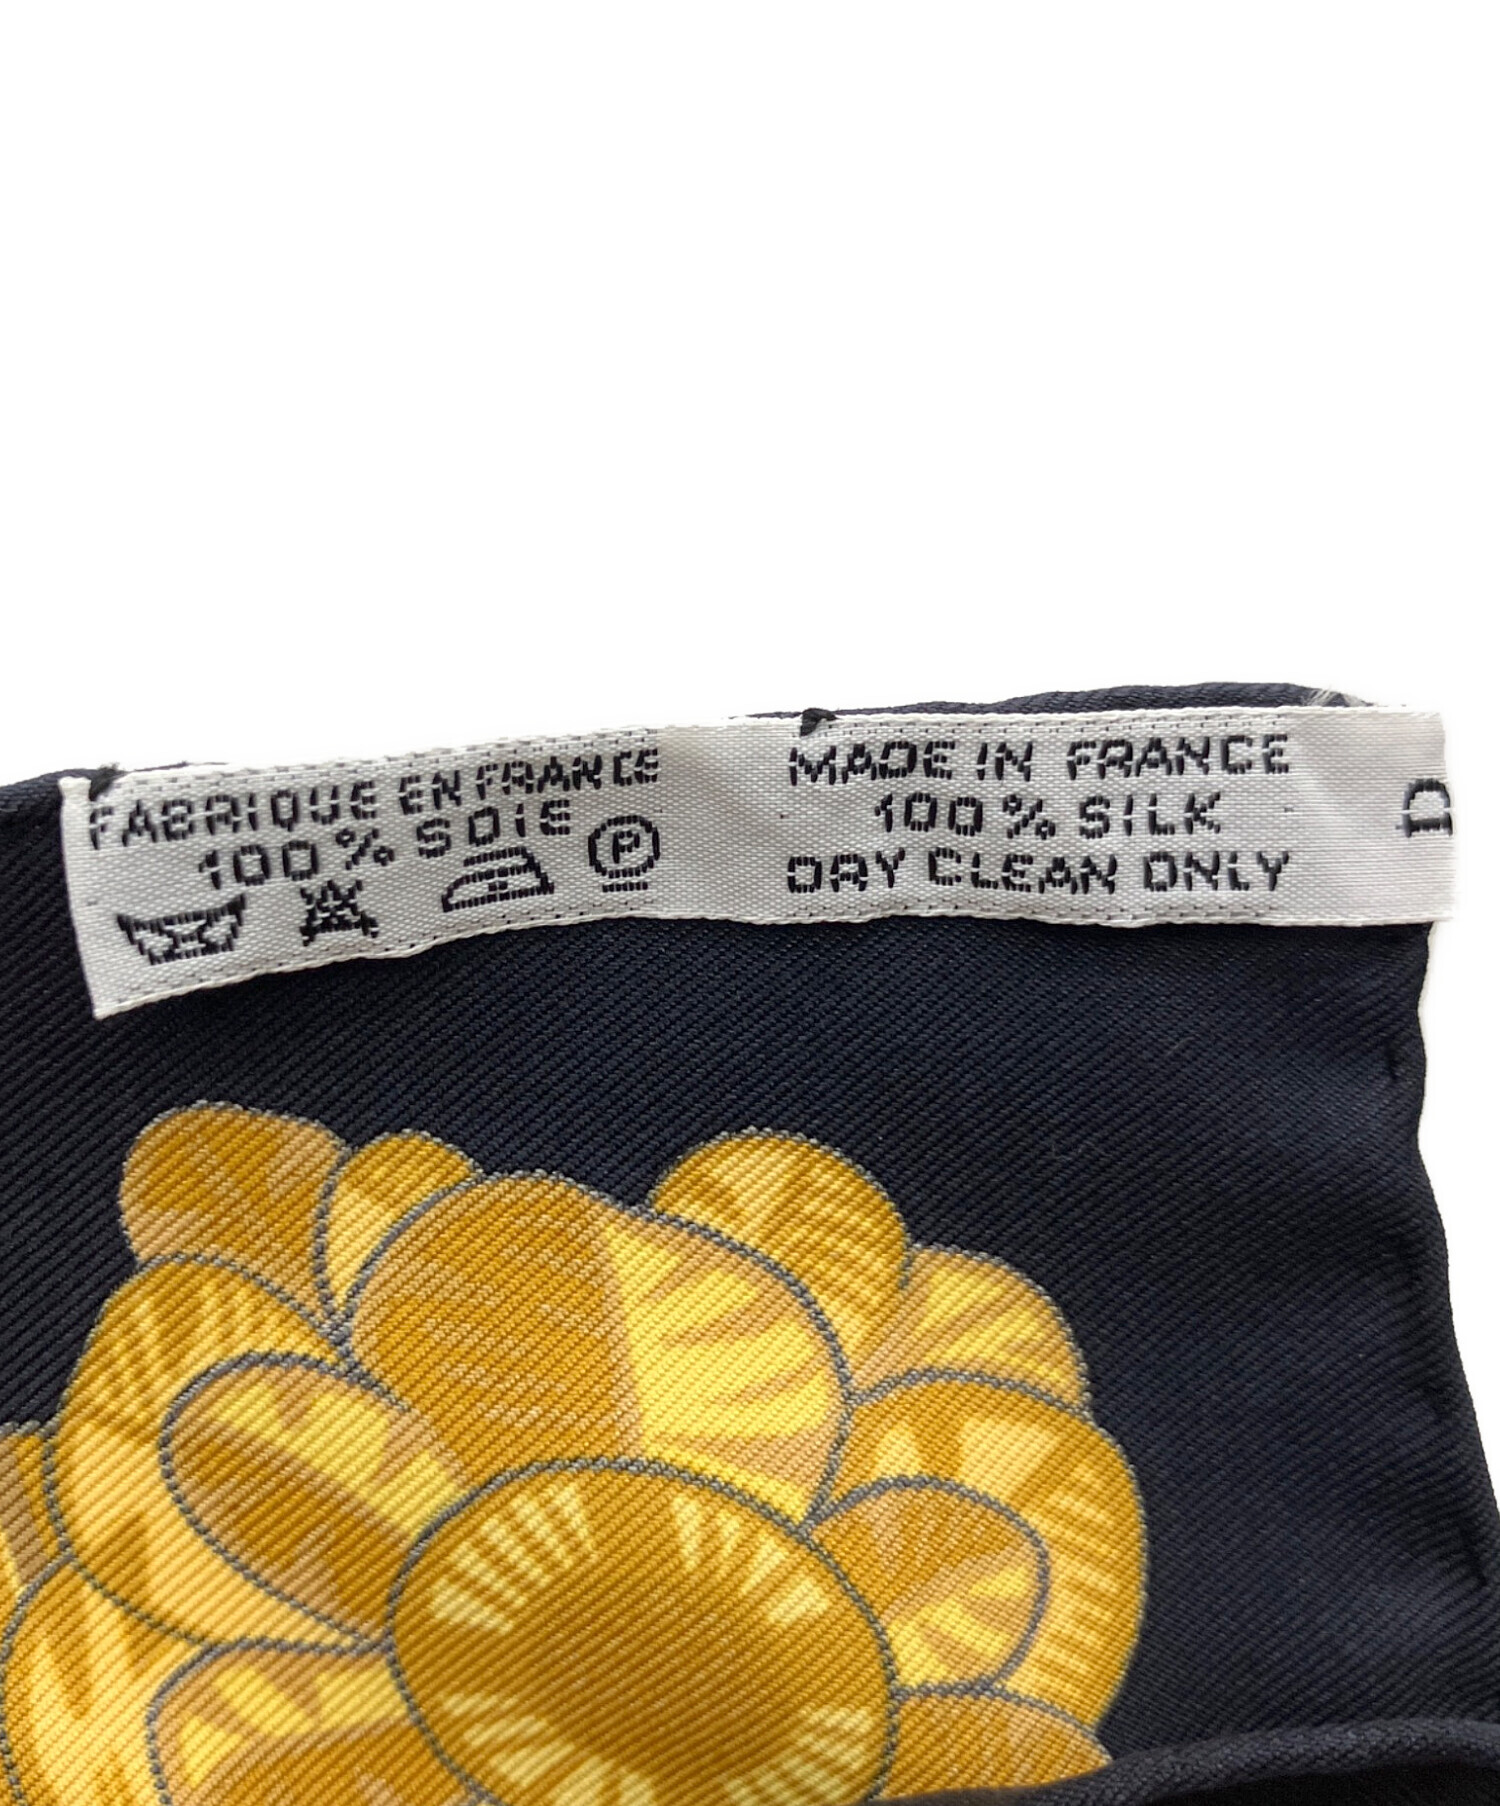 FABRIQUE EN FRANCE
100% SOIE
P
MADE IN FRANCE
100% SILK
DRY CLEAN ONLY
D